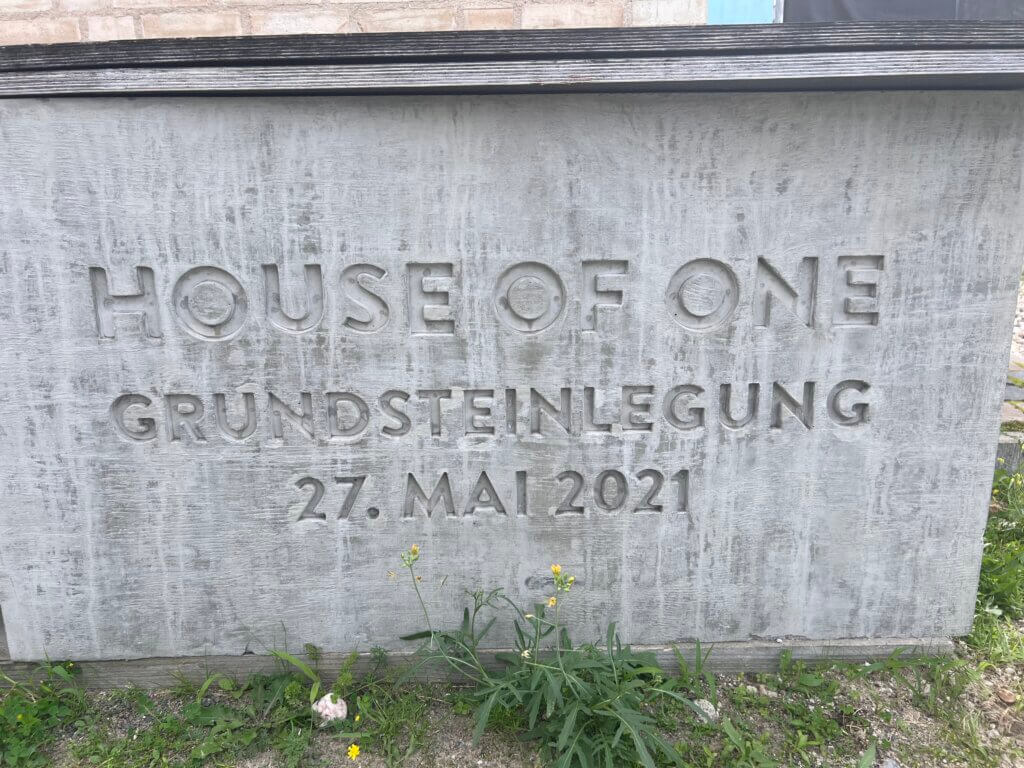 HOUSE OF ONE
GRUNDSTEINLEGUNG
27. MAI 2021